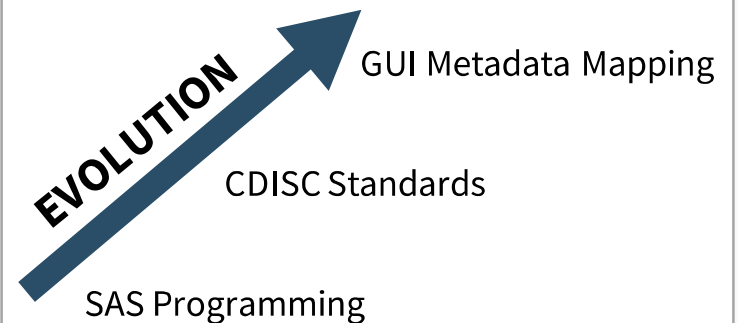 EVOLUTION
GUI Metadata Mapping
CDISC Standards
SAS Programming